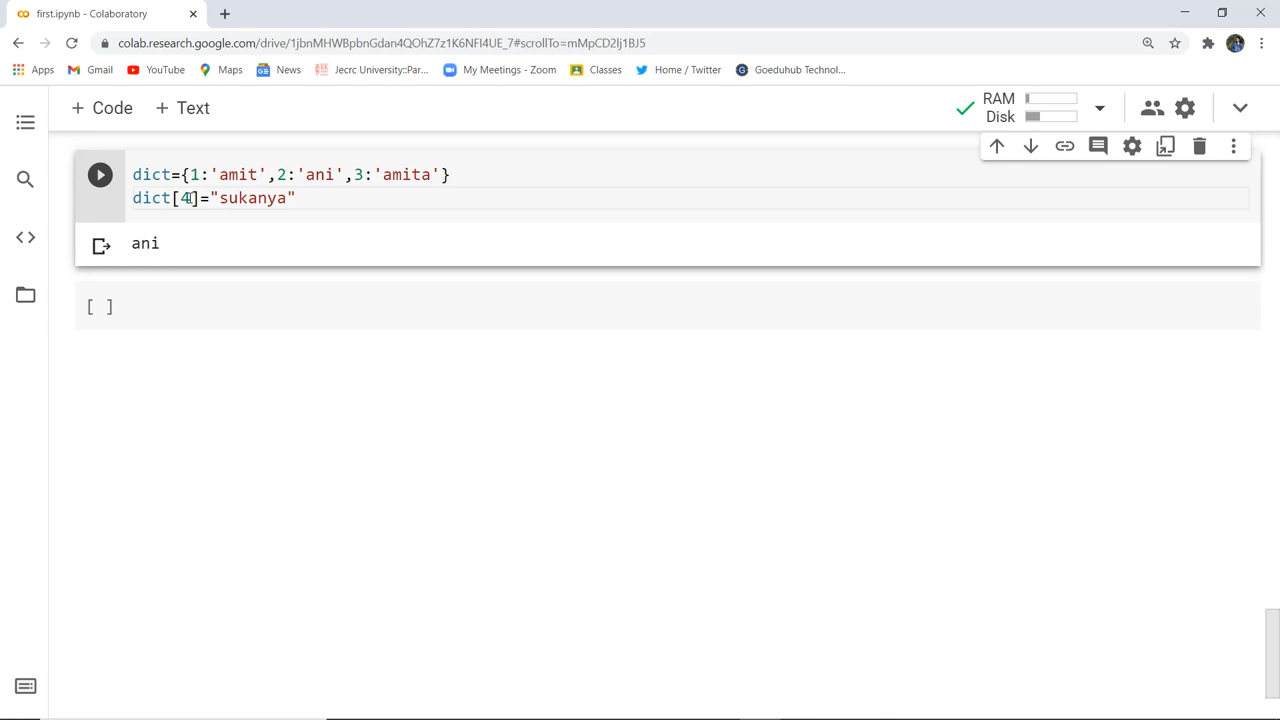 first.ipynb - Colaboratory
colab.research.google.com/drive/1jbnMHWBpbnGdan4QOhZ7z1K6NFI4UE_7#scrollTo=mMpCD2lj1BJ5
Apps Gmail YouTube Maps News Jecrc University::Par... My Meetings - Zoom Classes Home / Twitter Goeduhub Technol...
+ Code + Text RAM
Disk
dict={1:'amit',2:'ani',3:'amita'}
dict[4]="sukanya"
ani
[ ]